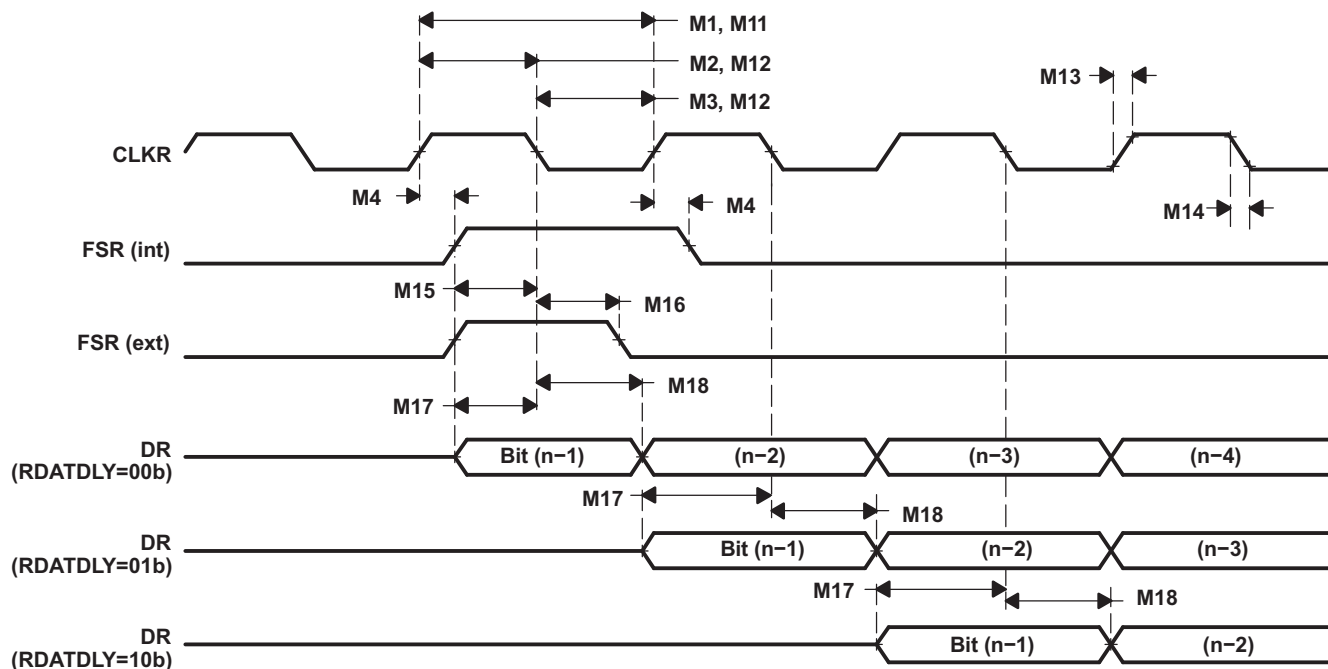 M1, M11
M2, M12
M13
M3, M12
CLKR
M4
M4
M14
FSR (int)
M15
M16
FSR (ext)
M18
M17
DR
(RDATDLY=00b)
Bit (n−1)
(n−2)
(n−3)
(n−4)
M17
M18
DR
(RDATDLY=01b)
Bit (n−1)
(n−2)
(n−3)
M17
M18
DR
(RDATDLY=10b)
Bit (n−1)
(n−2)